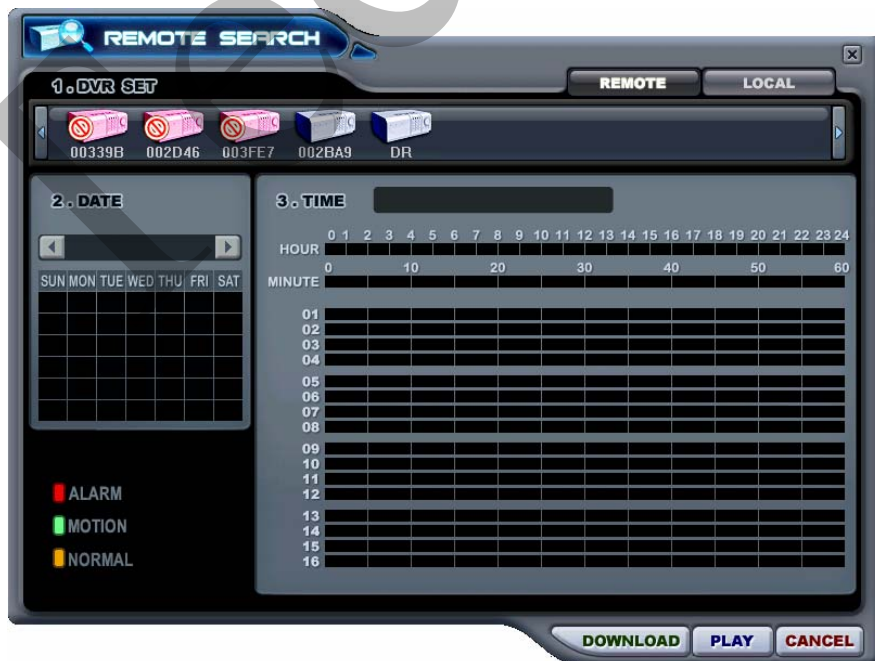 REMOTE SEARCH
1. DVR SET
REMOTE LOCAL
00339B 002D46 003FE7 002BA9 DR
2. DATE
SUN MON TUE WED THU FRI SAT
3. TIME
0 1 2 3 4 5 6 7 8 9 10 11 12 13 14 15 16 17 18 19 20 21 22 23 24
HOUR
0 10 20 30 40 50 60
MINUTE
01
02
03
04
05
06
07
08
09
10
11
12
13
14
15
16
ALARM
MOTION
NORMAL
DOWNLOAD PLAY CANCEL